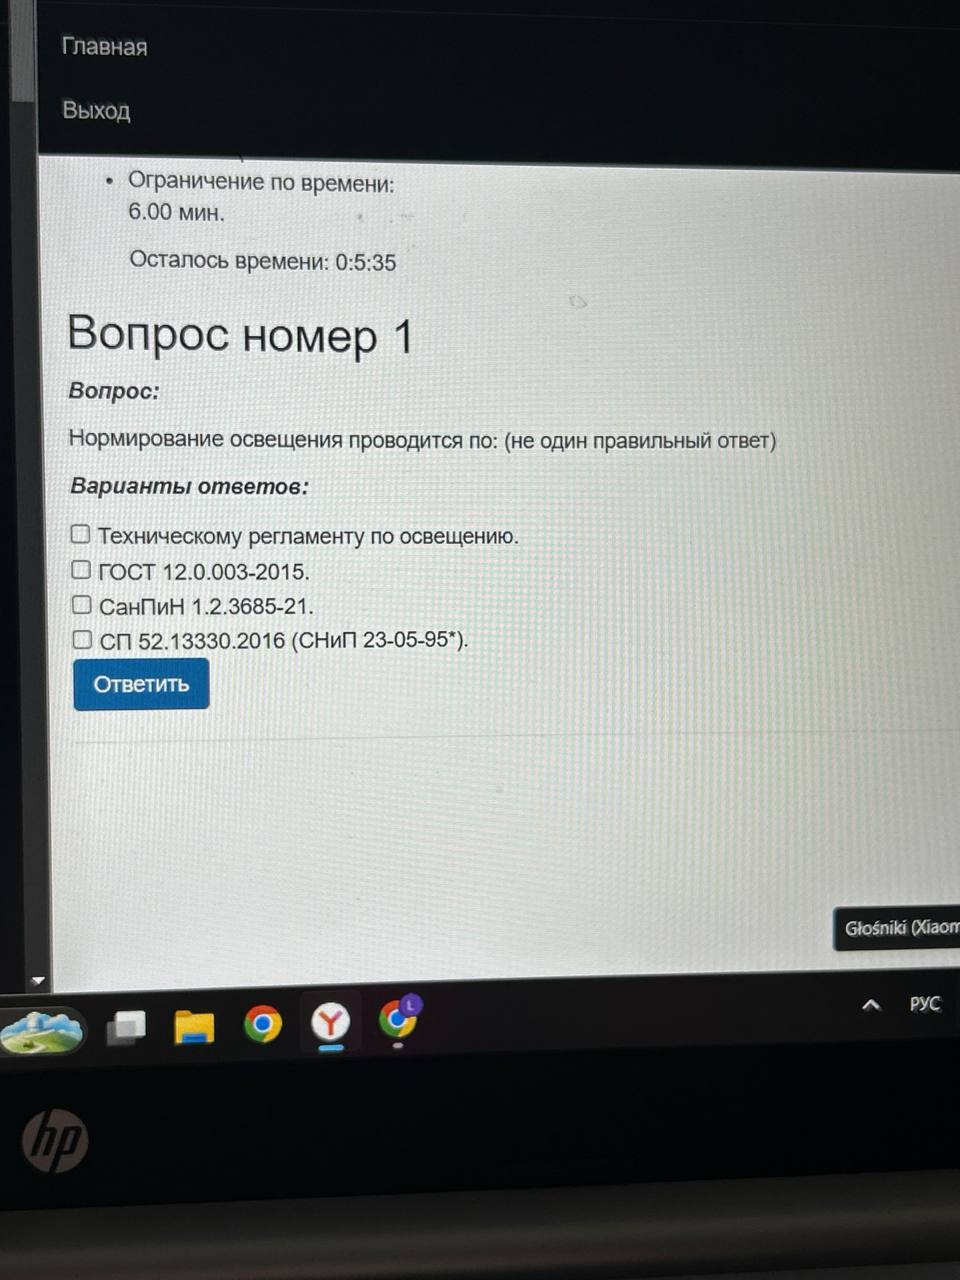 Главная
Выход
• Ограничение по времени:
6.00 мин.
Осталось времени: 0:5:35
Вопрос номер 1
Вопрос:
Нормирование освещения проводится по: (не один правильный ответ)
Варианты ответов:
Техническому регламенту по освещению.
ГОСТ 12.0.003-2015.
СанПиН 1.2.3685-21.
СП 52.13330.2016 (СНиП 23-05-95*).
Ответить
Głośniki (Xiaom
L
РУС
hp